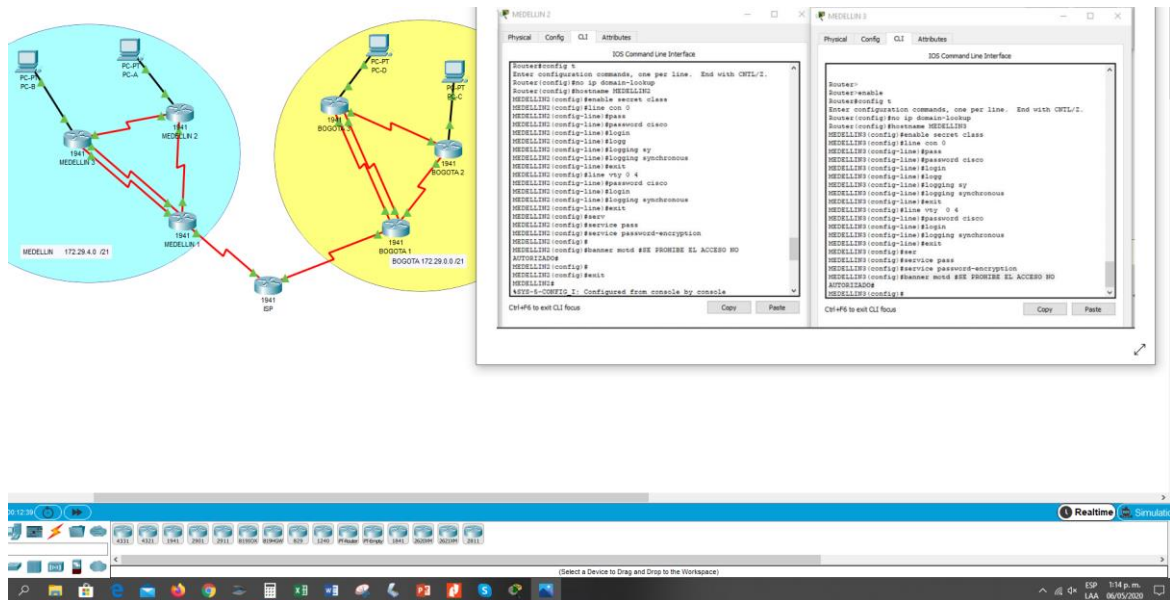 PC-PT
PC-B
PC-PT
PC-A
1941
MEDELLIN 2
1941
MEDELLIN 3
1941
MEDELLIN 1
MEDELLIN 172.29.4.0 /21
PC-PT
PC-D
PC-PT
PC-C
1941
BOGOTA 3
1941
BOGOTA 2
1941
BOGOTA 1
BOGOTA 172.29.0.0 /21
1941
ISP
MEDELLIN 2
Physical Config CLI Attributes
IOS Command Line Interface
Router#config t
Enter configuration commands, one per line. End with CNTL/Z.
Router(config)#no ip domain-lookup
Router(config)#hostname MEDELLIN2
MEDELLIN2(config)#enable secret class
MEDELLIN2(config)#line con 0
MEDELLIN2(config-line)#pass
MEDELLIN2(config-line)#password cisco
MEDELLIN2(config-line)#login
MEDELLIN2(config-line)#logg
MEDELLIN2(config-line)#logging sy
MEDELLIN2(config-line)#logging synchronous
MEDELLIN2(config-line)#exit
MEDELLIN2(config)#line vty 0 4
MEDELLIN2(config-line)#password cisco
MEDELLIN2(config-line)#login
MEDELLIN2(config-line)#logging synchronous
MEDELLIN2(config-line)#exit
MEDELLIN2(config)#serv
MEDELLIN2(config)#service pass
MEDELLIN2(config)#service password-encryption
MEDELLIN2(config)#
MEDELLIN2(config)#banner motd #SE PROHIBE EL ACCESO NO
AUTORIZADO#
MEDELLIN2(config)#
MEDELLIN2(config)#exit
MEDELLIN2#
%SYS-5-CONFIG_I: Configured from console by console
Ctrl+F6 to exit CLI focus
Copy Paste
MEDELLIN 3
Physical Config CLI Attributes
IOS Command Line Interface
Router>
Router>enable
Router#config t
Enter configuration commands, one per line. End with CNTL/Z.
Router(config)#no ip domain-lookup
Router(config)#hostname MEDELLIN3
MEDELLIN3(config)#enable secret class
MEDELLIN3(config)#line con 0
MEDELLIN3(config-line)#pass
MEDELLIN3(config-line)#password cisco
MEDELLIN3(config-line)#login
MEDELLIN3(config-line)#logg
MEDELLIN3(config-line)#logging sy
MEDELLIN3(config-line)#logging synchronous
MEDELLIN3(config-line)#exit
MEDELLIN3(config)#line vty 0 4
MEDELLIN3(config-line)#password cisco
MEDELLIN3(config-line)#login
MEDELLIN3(config-line)#logging synchronous
MEDELLIN3(config-line)#exit
MEDELLIN3(config)#ser
MEDELLIN3(config)#service pass
MEDELLIN3(config)#service password-encryption
MEDELLIN3(config)#banner motd #SE PROHIBE EL ACCESO NO
AUTORIZADO#
MEDELLIN3(config)#
Ctrl+F6 to exit CLI focus
Copy Paste
00:12:39
Realtime Simulatio
4331 4321 1941 2901 2911 819IOX 819HGW 829 1240 PT-Router PT-Empty 1841 2620XM 2621XM 2811
(Select a Device to Drag and Drop to the Workspace)
ESP 1:14 p. m.
LAA 06/05/2020